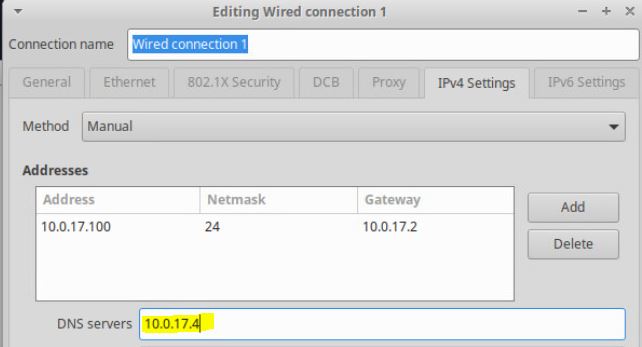 Editing Wired connection 1
Connection name Wired connection 1
General Ethernet 802.1X Security DCB Proxy IPv4 Settings IPv6 Settings
Method Manual
Addresses
Address Netmask Gateway
10.0.17.100 24 10.0.17.2
Add
Delete
DNS servers 10.0.17.4